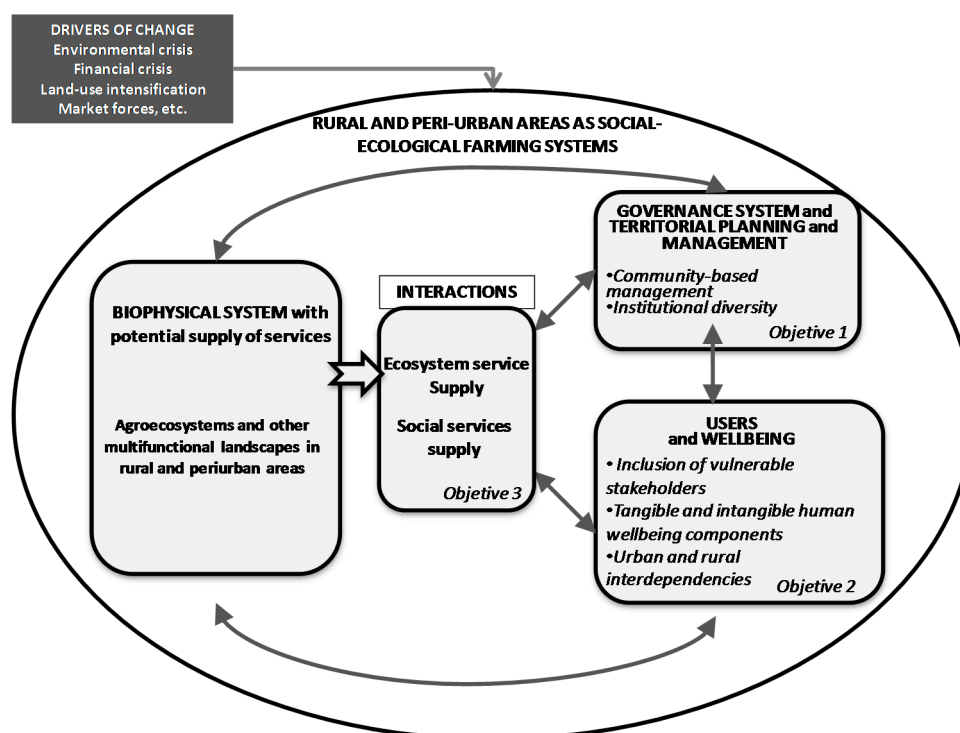 DRIVERS OF CHANGE
Environmental crisis
Financial crisis
Land-use intensification
Market forces, etc.
RURAL AND PERI-URBAN AREAS AS SOCIAL-
ECOLOGICAL FARMING SYSTEMS
GOVERNANCE SYSTEM and
TERRITORIAL PLANNING and
MANAGEMENT
•Community-based
management
•Institutional diversity
Objetive 1
BIOPHYSICAL SYSTEM with
potential supply of services
Agroecosystems and other
multifunctional landscapes in
rural and periurban areas
INTERACTIONS
Ecosystem service
Supply
Social services
supply
Objetive 3
USERS
and WELLBEING
• Inclusion of vulnerable
stakeholders
•Tangible and intangible human
wellbeing components
•Urban and rural
interdependencies
Objetive 2